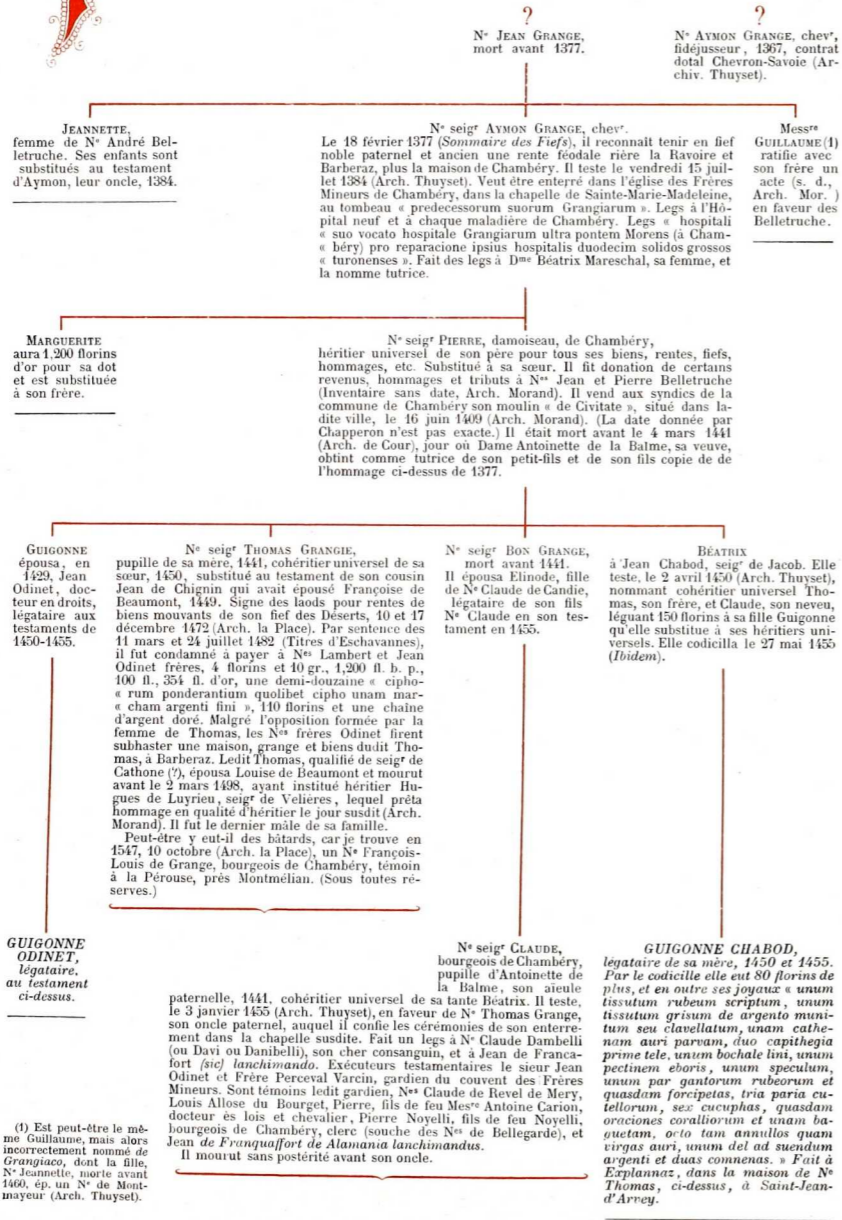 ?
Nᵉ JEAN GRANGE,
mort avant 1377.
?
Nᵉ AYMON GRANGE, chevʳ,
fidéjusseur, 1367, contrat
dotal Chevron-Savoie (Ar-
chiv. Thuyset).
JEANNETTE,
femme de Nᵉ André Bel-
letruche. Ses enfants sont
substitués au testament
d'Aymon, leur oncle, 1384.
Nᵉ seigʳ AYMON GRANGE, chevʳ.
Le 18 février 1377 (Sommaire des Fiefs), il reconnaît tenir en fief
noble paternel et ancien une rente féodale rière la Ravoire et
Barberaz, plus la maison de Chambéry. Il teste le vendredi 15 juil-
let 1384 (Arch. Thuyset). Veut être enterré dans l'église des Frères
Mineurs de Chambéry, dans la chapelle de Sainte-Marie-Madeleine,
au tombeau « predecessorum suorum Grangiarum ». Legs à l'Hô-
pital neuf et à chaque maladière de Chambéry. Legs « hospitali
« suo vocato hospitale Grangiarum ultra pontem Morens (à Cham-
« béry) pro reparacione ipsius hospitalis duodecim solidos grossos
« turonenses ». Fait des legs à Dᵐᵉ Béatrix Mareschal, sa femme, et
la nomme tutrice.
Messʳᵉ
GUILLAUME(1)
ratifie avec
son frère un
acte (s. d.,
Arch. Mor. )
en faveur des
Belletruche.
MARGUERITE
aura 1,200 florins
d'or pour sa dot
et est substituée
à son frère.
Nᵉ seigʳ PIERRE, damoiseau, de Chambéry,
héritier universel de son père pour tous ses biens, rentes, fiefs,
hommages, etc. Substitué à sa sœur. Il fit donation de certains
revenus, hommages et tributs à Nᵉˢ Jean et Pierre Belletruche
(Inventaire sans date, Arch. Morand). Il vend aux syndics de la
commune de Chambéry son moulin « de Civitate », situé dans la-
dite ville, le 16 juin 1409 (Arch. Morand). (La date donnée par
Chapperon n'est pas exacte.) Il était mort avant le 4 mars 1441
(Arch. de Cour), jour où Dame Antoinette de la Balme, sa veuve,
obtint comme tutrice de son petit-fils et de son fils copie de de
l'hommage ci-dessus de 1377.
GUIGONNE
épousa, en
1429, Jean
Odinet, doc-
teur en droits,
légataire aux
testaments de
1450-1455.
Nᵉ seigʳ THOMAS GRANGIE,
pupille de sa mère, 1441, cohéritier universel de sa
sœur, 1450, substitué au testament de son cousin
Jean de Chignin qui avait épousé Françoise de
Beaumont, 1449. Signe des laods pour rentes de
biens mouvants de son fief des Déserts, 10 et 17
décembre 1472 (Arch. la Place). Par sentence des
11 mars et 24 juillet 1482 (Titres d'Eschavannes),
il fut condamné à payer à Nᵉˢ Lambert et Jean
Odinet frères, 4 florins et 10 gr., 1,200 fl. b. p.,
100 fl., 354 fl. d'or, une demi-douzaine « cipho-
« rum ponderantium quolibet cipho unam mar-
« cham argenti fini », 110 florins et une chaîne
d'argent doré. Malgré l'opposition formée par la
femme de Thomas, les Nᵉˢ frères Odinet firent
subhaster une maison, grange et biens dudit Tho-
mas, à Barberaz. Ledit Thomas, qualifié de seigʳ de
Cathone (?), épousa Louise de Beaumont et mourut
avant le 2 mars 1498, ayant institué héritier Hu-
gues de Luyrieu, seigʳ de Velières, lequel prêta
hommage en qualité d'héritier le jour susdit (Arch.
Morand). Il fut le dernier mâle de sa famille.
Peut-être y eut-il des bâtards, car je trouve en
1547, 10 octobre (Arch. la Place), un Nᵉ François-
Louis de Grange, bourgeois de Chambéry, témoin
à la Pérouse, près Montmélian. (Sous toutes ré-
serves.)
Nᵉ seigʳ BON GRANGE,
mort avant 1441.
Il épousa Elinode, fille
de Nᵉ Claude de Candie,
légataire de son fils
Nᵉ Claude en son tes-
tament en 1455.
BÉATRIX
à Jean Chabod, seigʳ de Jacob. Elle
teste, le 2 avril 1450 (Arch. Thuyset),
nommant cohéritier universel Tho-
mas, son frère, et Claude, son neveu,
léguant 150 florins à sa fille Guigonne
qu'elle substitue à ses héritiers uni-
versels. Elle codicilla le 27 mai 1455
(Ibidem).
GUIGONNE
ODINET,
légataire.
au testament
ci-dessus.
Nᵉ seigʳ CLAUDE,
bourgeois de Chambéry,
pupille d'Antoinette de
la Balme, son aïeule
paternelle, 1441, cohéritier universel de sa tante Béatrix. Il teste,
le 3 janvier 1455 (Arch. Thuyset), en faveur de Nᵉ Thomas Grange,
son oncle paternel, auquel il confie les cérémonies de son enterre-
ment dans la chapelle susdite. Fait un legs à Nᵉ Claude Dambelli
(ou Davi ou Danibelli), son cher consanguin, et à Jean de Franca-
fort (sic) lanchimando. Exécuteurs testamentaires le sieur Jean
Odinet et Frère Perceval Varcin, gardien du couvent des Frères
Mineurs. Sont témoins ledit gardien, Nᵉˢ Claude de Revel de Mery,
Louis Allose du Bourget, Pierre, fils de feu Mesʳᵉ Antoine Carion,
docteur ès lois et chevalier, Pierre Noyelli, fils de feu Noyelli,
bourgeois de Chambéry, clerc (souche des Nᵉˢ de Bellegarde), et
Jean de Franquaffort de Alamania lanchimandus.
Il mourut sans postérité avant son oncle.
GUIGONNE CHABOD,
légataire de sa mère, 1450 et 1455.
Par le codicille elle eut 80 florins de
plus, et en outre ses joyaux « unum
tissutum rubeum scriptum, unum
tissutum grisum de argento muni-
tum seu clavellatum, unam cathe-
nam auri parvam, duo capithegia
prime tele, unum bochale lini, unum
pectinem eboris, unum speculum,
unum par gantorum rubeorum et
quasdam forcipetas, tria paria cu-
tellorum, sex cucuphas, quasdam
oraciones coralliorum et unam ba-
guetam, octo tam annullos quam
virgas auri, unum del ad suendum
argenti et duas comnenas. » Fait à
Explannaz, dans la maison de Nᵉ
Thomas, ci-dessus, à Saint-Jean-
d'Arvey.
(1) Est peut-être le mê-
me Guillaume, mais alors
incorrectement nommé de
Grangiaco, dont la fille,
Nᵉ Jeannette, morte avant
1460, ép. un Nᵉ de Mont-
mayeur (Arch. Thuyset).